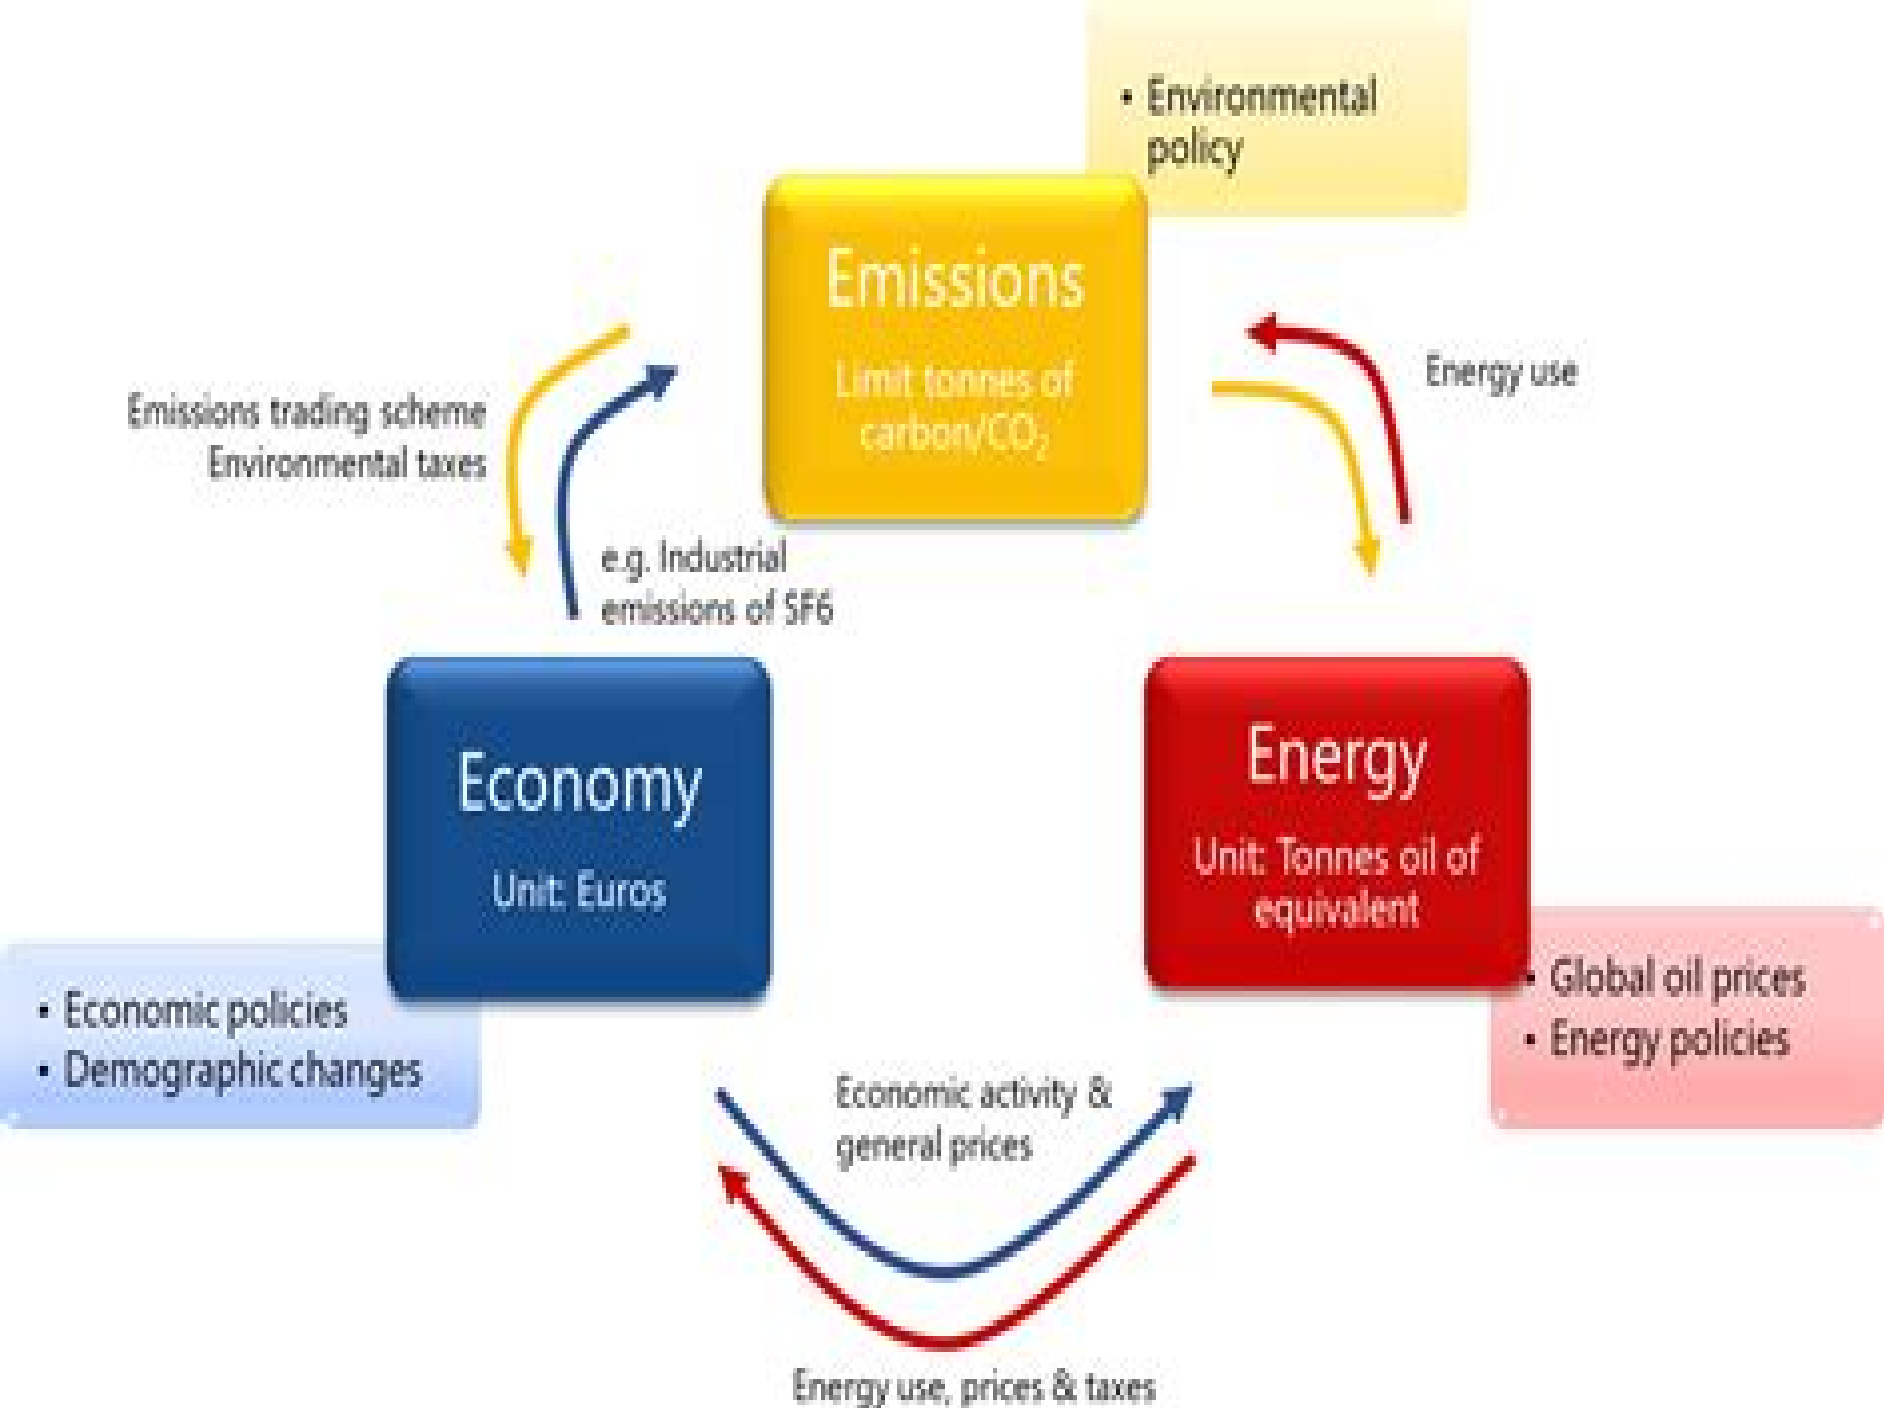 • Environmental
policy
Emissions
Limit tonnes of
carbon/CO₂
Energy use
Emissions trading scheme
Environmental taxes
e.g. Industrial
emissions of SF6
Economy
Unit: Euros
Energy
Unit: Tonnes oil of
equivalent
• Economic policies
• Demographic changes
• Global oil prices
• Energy policies
Economic activity &
general prices
Energy use, prices & taxes